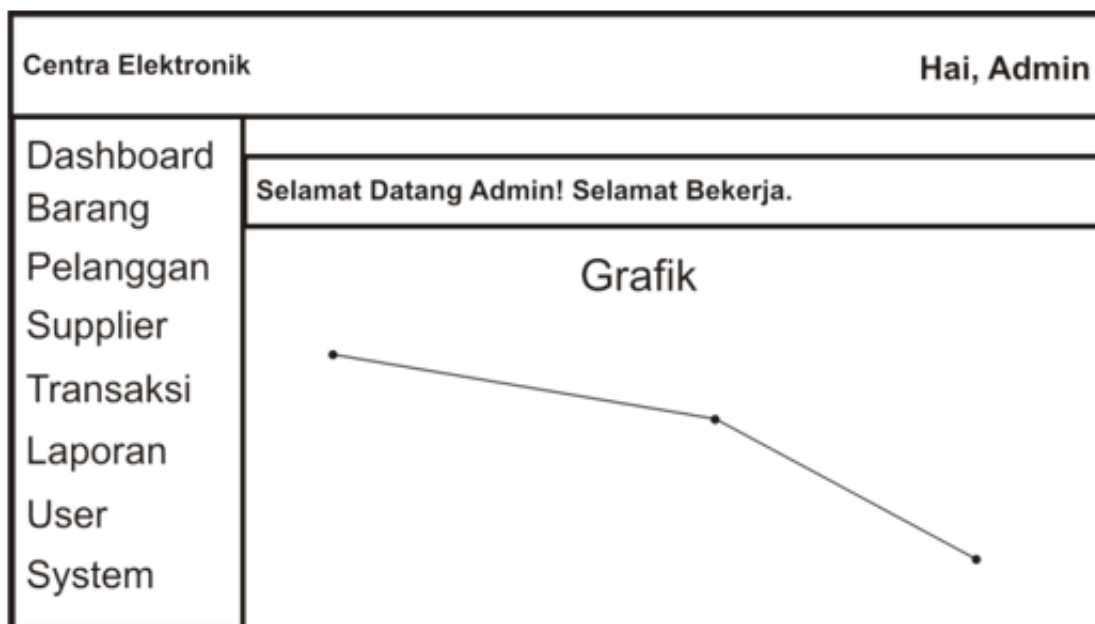 Centra Elektronik
Hai, Admin
Dashboard
Barang
Pelanggan
Supplier
Transaksi
Laporan
User
System
Selamat Datang Admin! Selamat Bekerja.
Grafik